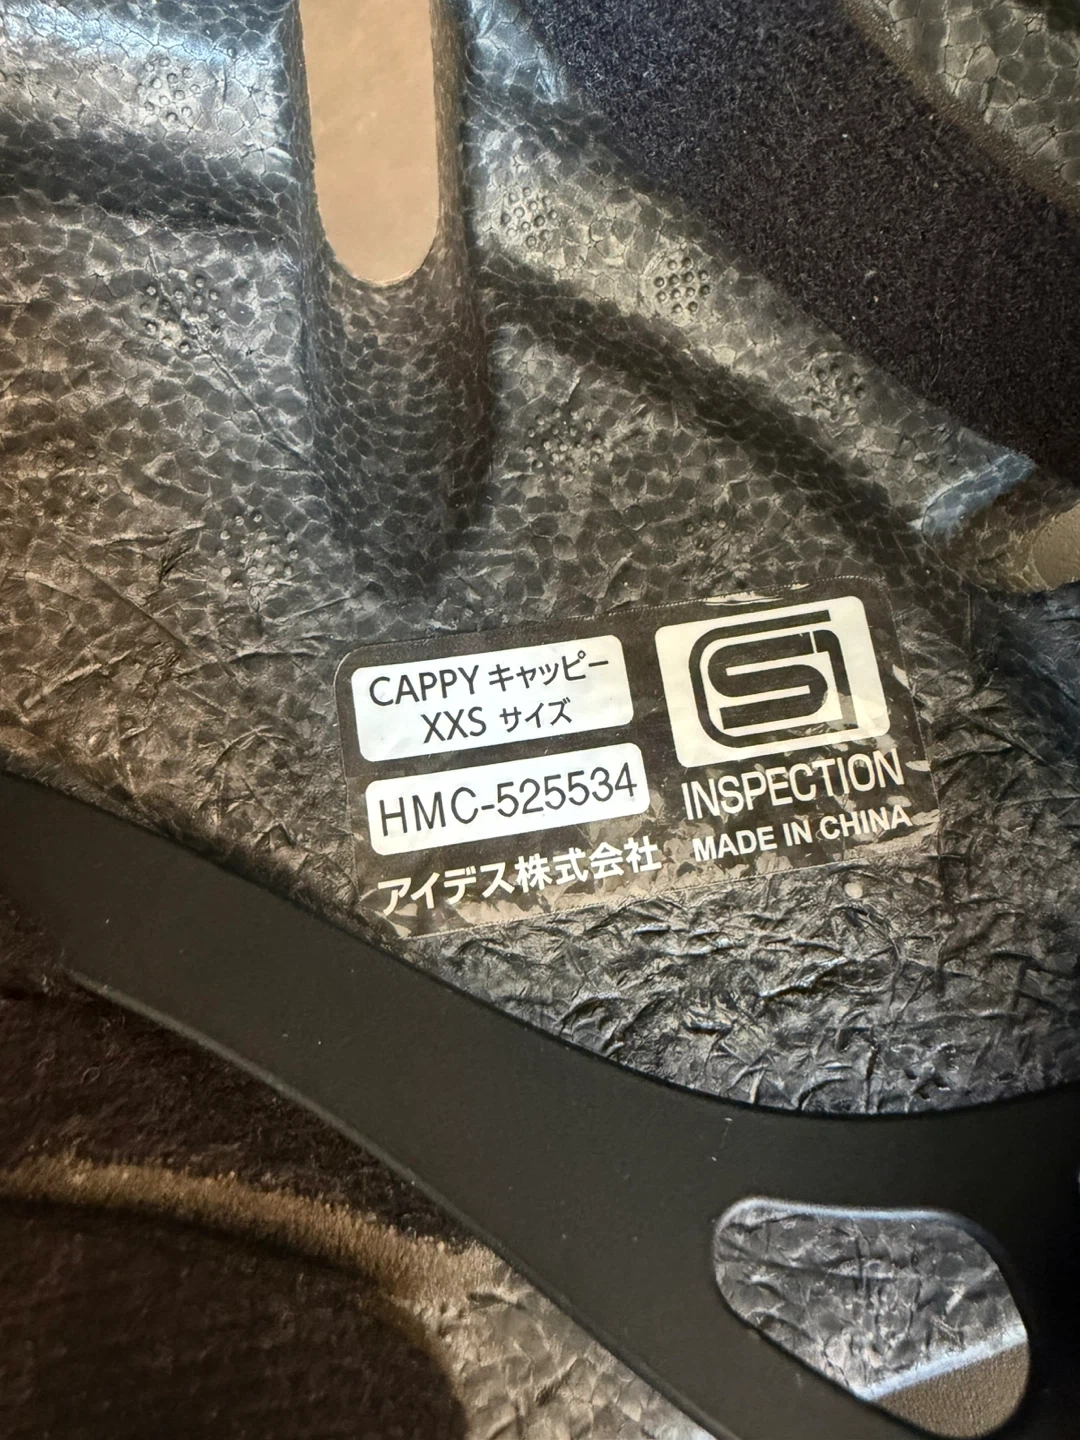 CAPPY キャッピー
XXS サイズ
HMC-525534
アイデス株式会社
SG
INSPECTION
MADE IN CHINA